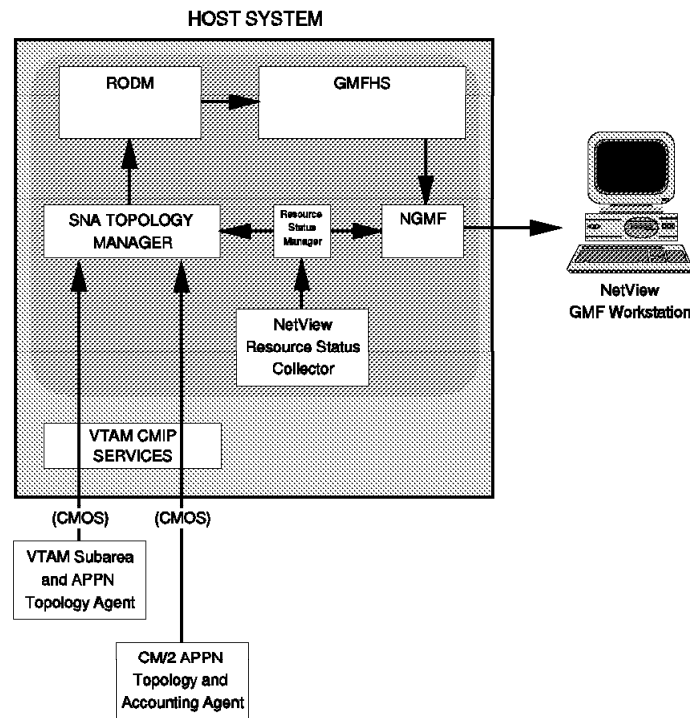 HOST SYSTEM
RODM
GMFHS
SNA TOPOLOGY
MANAGER
Resource
Status
Manager
NGMF
NetView
GMF Workstation
NetView
Resource Status
Collector
VTAM CMIP
SERVICES
(CMOS)
(CMOS)
VTAM Subarea
and APPN
Topology Agent
CM/2 APPN
Topology and
Accounting Agent